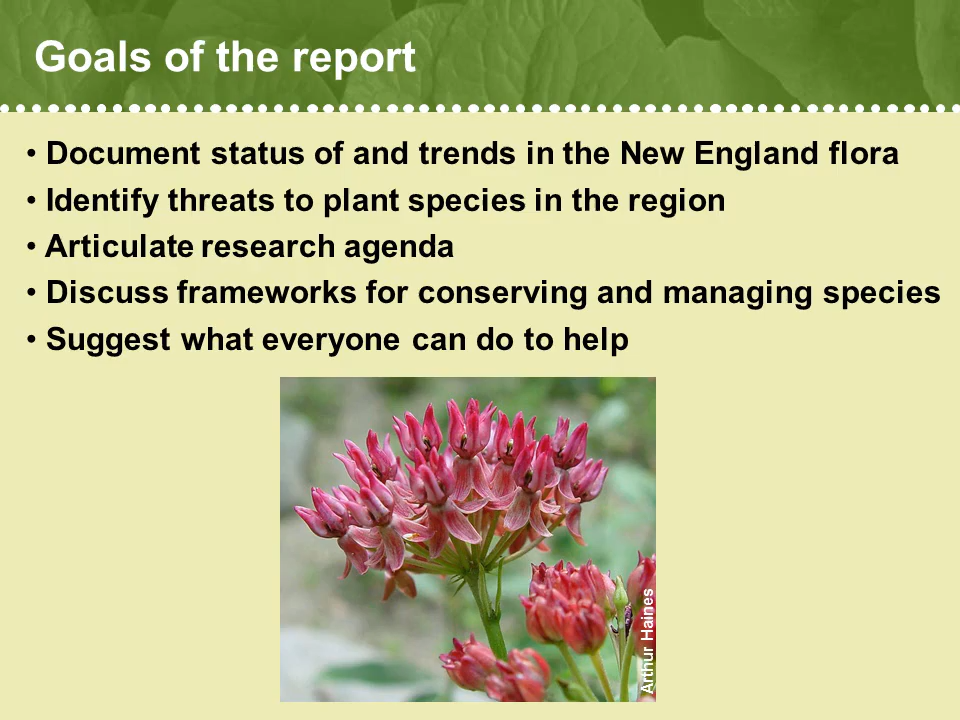 Goals of the report
• Document status of and trends in the New England flora
• Identify threats to plant species in the region
• Articulate research agenda
• Discuss frameworks for conserving and managing species
• Suggest what everyone can do to help
Arthur Haines